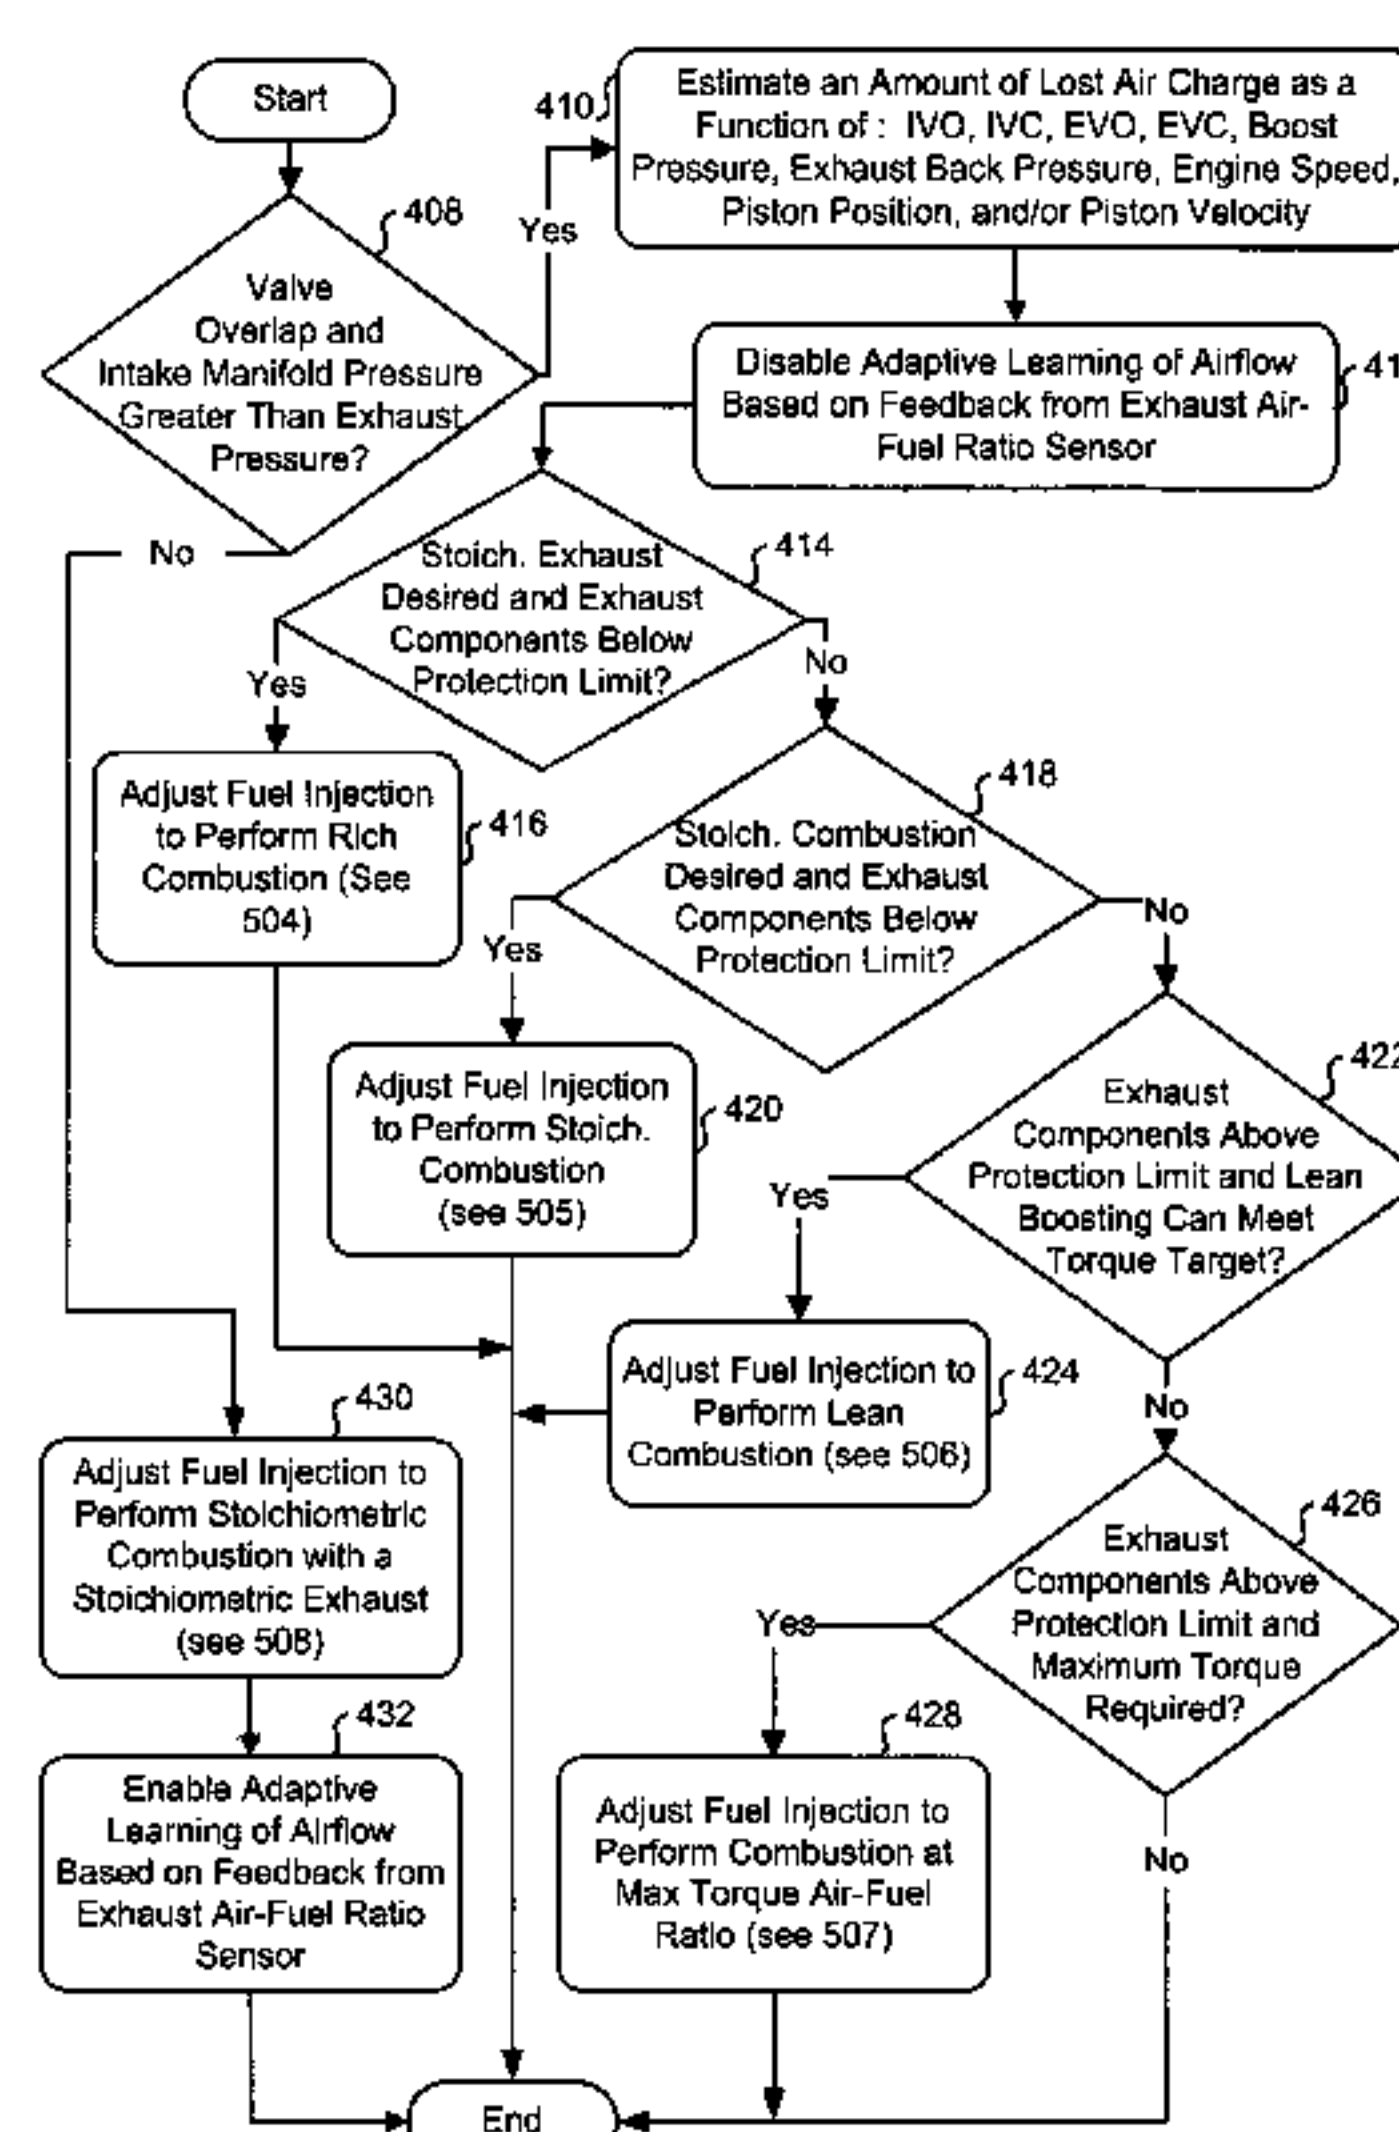 Start
410
Estimate an Amount of Lost Air Charge as a
Function of : IVO, IVC, EVO, EVC, Boost
Pressure, Exhaust Back Pressure, Engine Speed,
Piston Position, and/or Piston Velocity
408
Yes
Valve
Overlap and
Intake Manifold Pressure
Greater Than Exhaust
Pressure?
Disable Adaptive Learning of Airflow
Based on Feedback from Exhaust Air-
Fuel Ratio Sensor
41
No
414
Stoich. Exhaust
Desired and Exhaust
Components Below
Protection Limit?
Yes
No
Adjust Fuel Injection
to Perform Rich
Combustion (See
504)
416
418
Stoich. Combustion
Desired and Exhaust
Components Below
Protection Limit?
Yes
No
Adjust Fuel Injection
to Perform Stoich.
Combustion
(see 505)
420
422
Exhaust
Components Above
Protection Limit and Lean
Boosting Can Meet
Torque Target?
Yes
No
Adjust Fuel Injection to
Perform Lean
Combustion (see 506)
424
430
Adjust Fuel Injection to
Perform Stoichiometric
Combustion with a
Stoichiometric Exhaust
(see 508)
426
Exhaust
Components Above
Protection Limit and
Maximum Torque
Required?
Yes
No
432
Enable Adaptive
Learning of Airflow
Based on Feedback from
Exhaust Air-Fuel Ratio
Sensor
428
Adjust Fuel Injection to
Perform Combustion at
Max Torque Air-Fuel
Ratio (see 507)
End